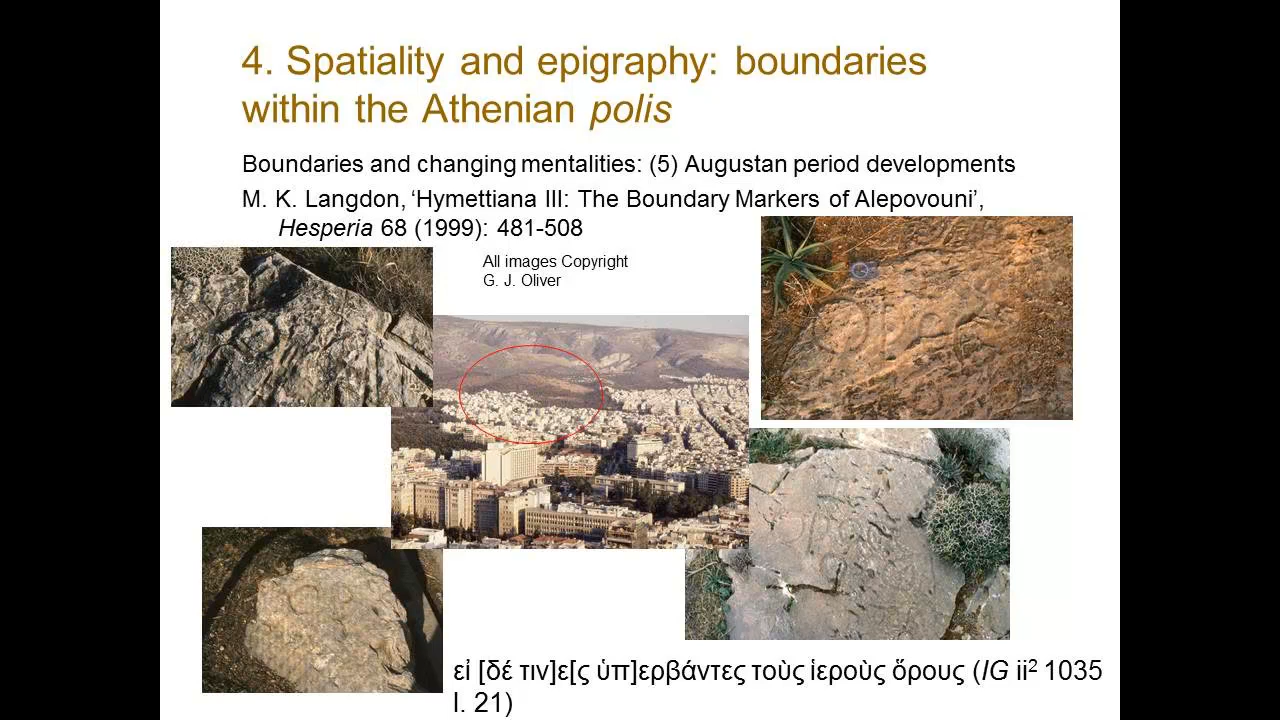 4. Spatiality and epigraphy: boundaries
within the Athenian polis
Boundaries and changing mentalities: (5) Augustan period developments
M. K. Langdon, ‘Hymettiana III: The Boundary Markers of Alepovouni’,
Hesperia 68 (1999): 481-508
All images Copyright
G. J. Oliver
εἰ [δέ τιν]ε[ς ὑπ]ερβάντες τοὺς ἱεροὺς ὅρους (IG ii² 1035
l. 21)